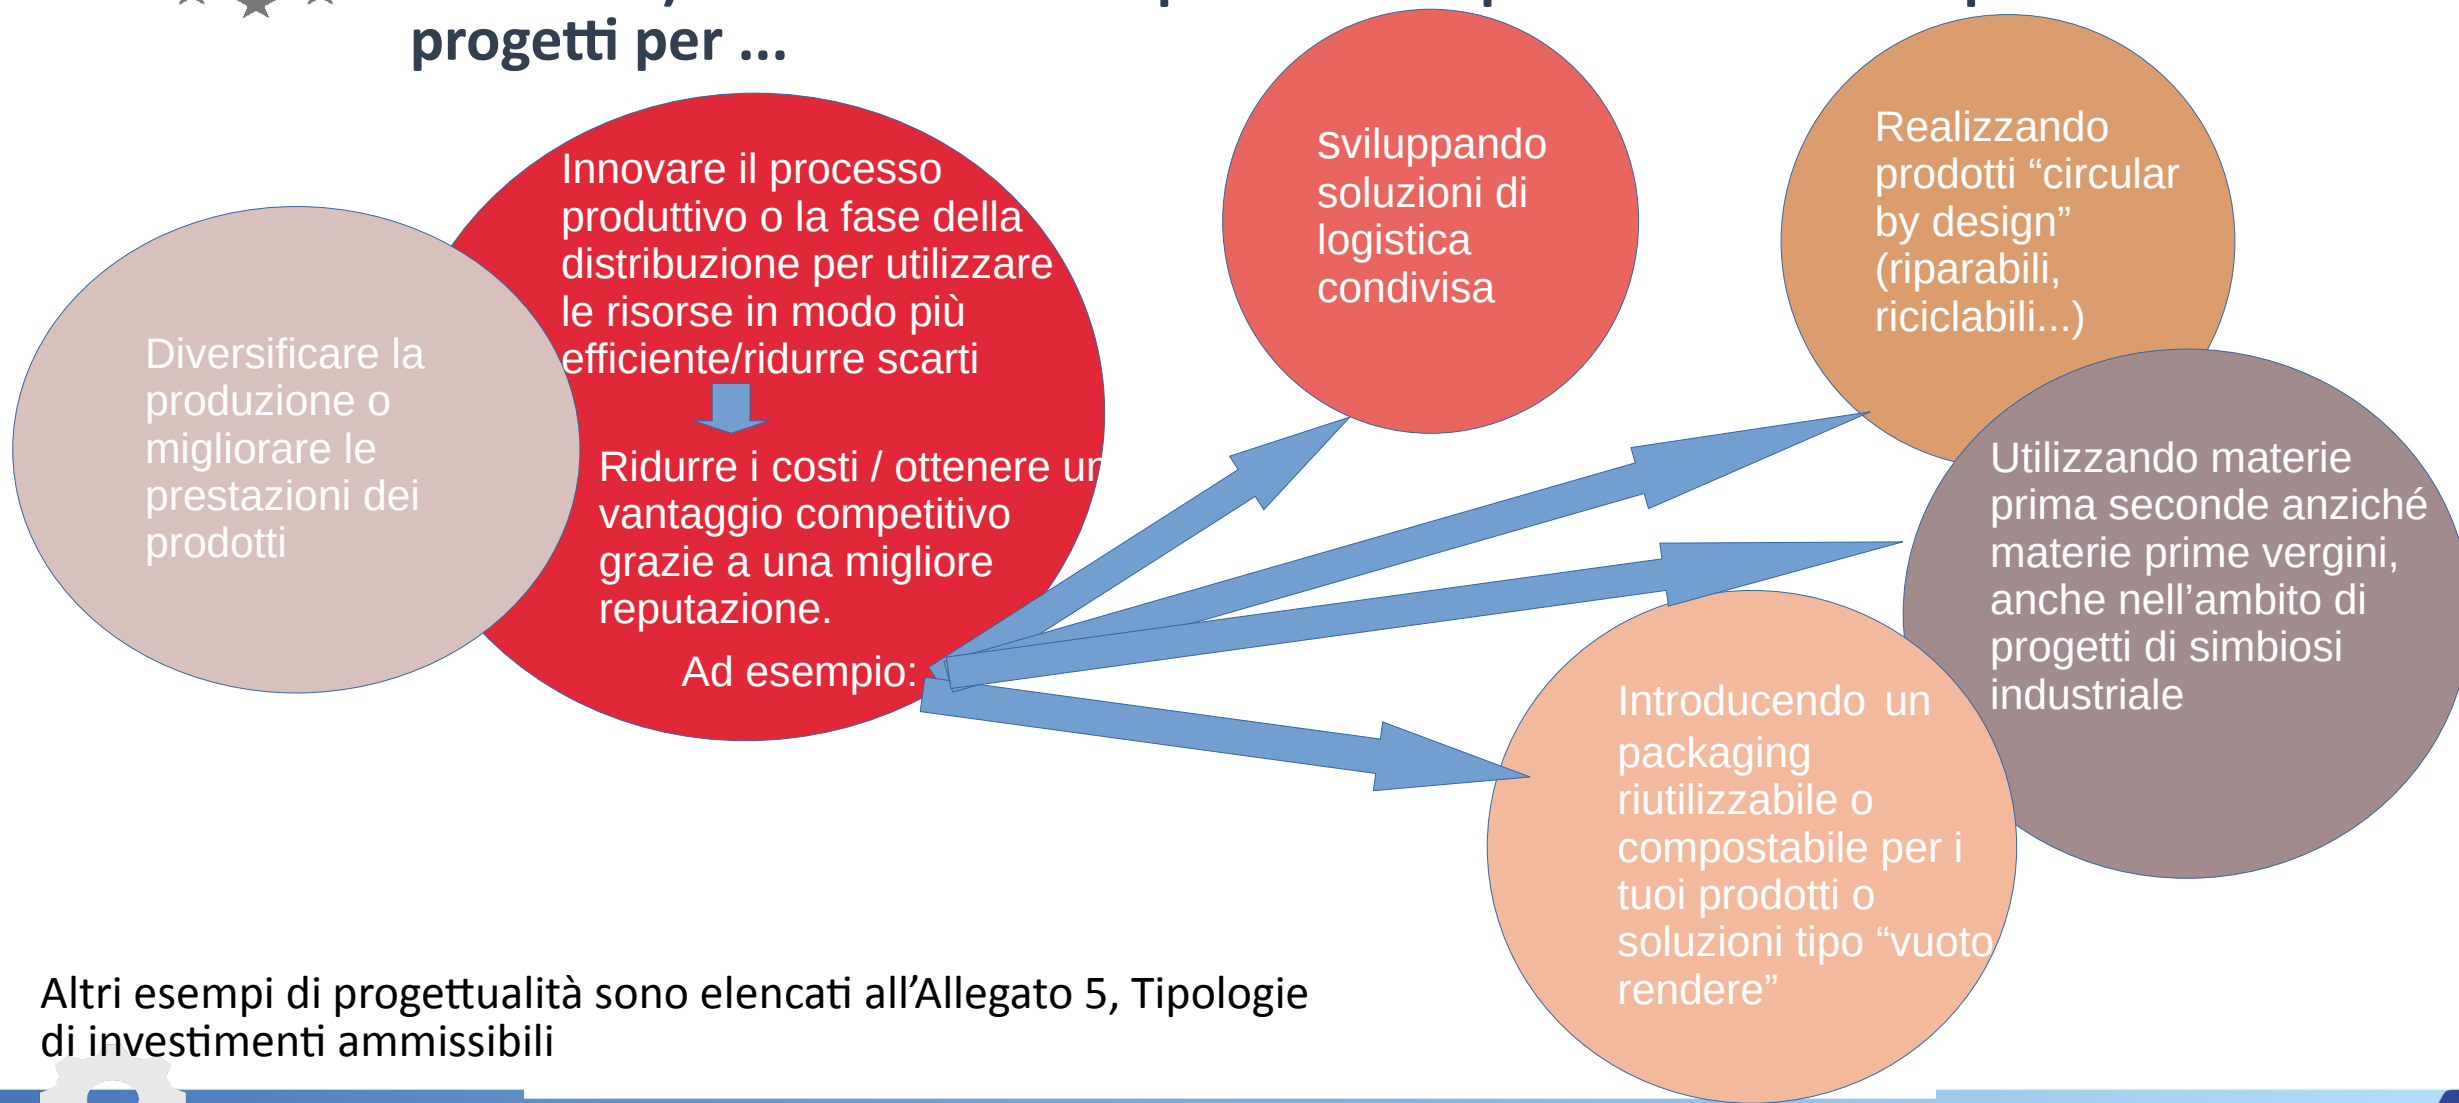 progetti per ...
Diversificare la
produzione o
migliorare le
prestazioni dei
prodotti
Innovare il processo
produttivo o la fase della
distribuzione per utilizzare
le risorse in modo più
efficiente/ridurre scarti
Ridurre i costi / ottenere un
vantaggio competitivo
grazie a una migliore
reputazione.
Ad esempio:
sviluppando
soluzioni di
logistica
condivisa
Realizzando
prodotti “circular
by design”
(riparabili,
riciclabili...)
Utilizzando materie
prima seconde anziché
materie prime vergini,
anche nell’ambito di
progetti di simbiosi
industriale
Introducendo un
packaging
riutilizzabile o
compostabile per i
tuoi prodotti o
soluzioni tipo “vuoto
rendere”
Altri esempi di progettualità sono elencati all’Allegato 5, Tipologie
di investimenti ammissibili